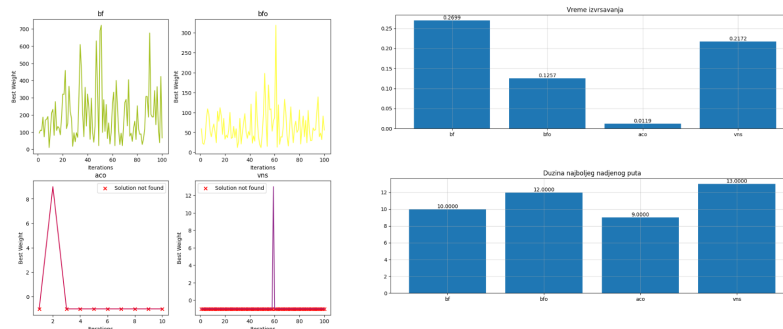 bf
700
600
500
400
300
200
100
0
Best Weight
0
20
40
60
80
100
Iterations
bfo
300
250
200
150
100
50
0
Best Weight
0
20
40
60
80
100
Iterations
aco
Solution not found
8
6
4
2
0
Best Weight
2
4
6
8
10
Iterations
vns
Solution not found
12
10
8
6
4
2
0
Best Weight
0
20
40
60
80
100
Iterations
Vreme izvrsavanja
0.25
0.20
0.15
0.10
0.05
0.00
0.2699
0.1257
0.0119
0.2172
bf
bfo
aco
vns
Duzina najboljeg nadjenog puta
12
10
8
6
4
2
0
10.0000
12.0000
9.0000
13.0000
bf
bfo
aco
vns